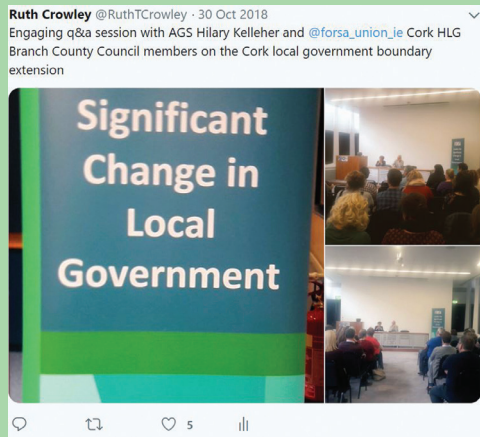 Ruth Crowley @RuthTCrowley · 30 Oct 2018
Engaging q&a session with AGS Hilary Kelleher and @forsa_union_ie Cork HLG
Branch County Council members on the Cork local government boundary
extension
Significant
Change in
Local
Government
5